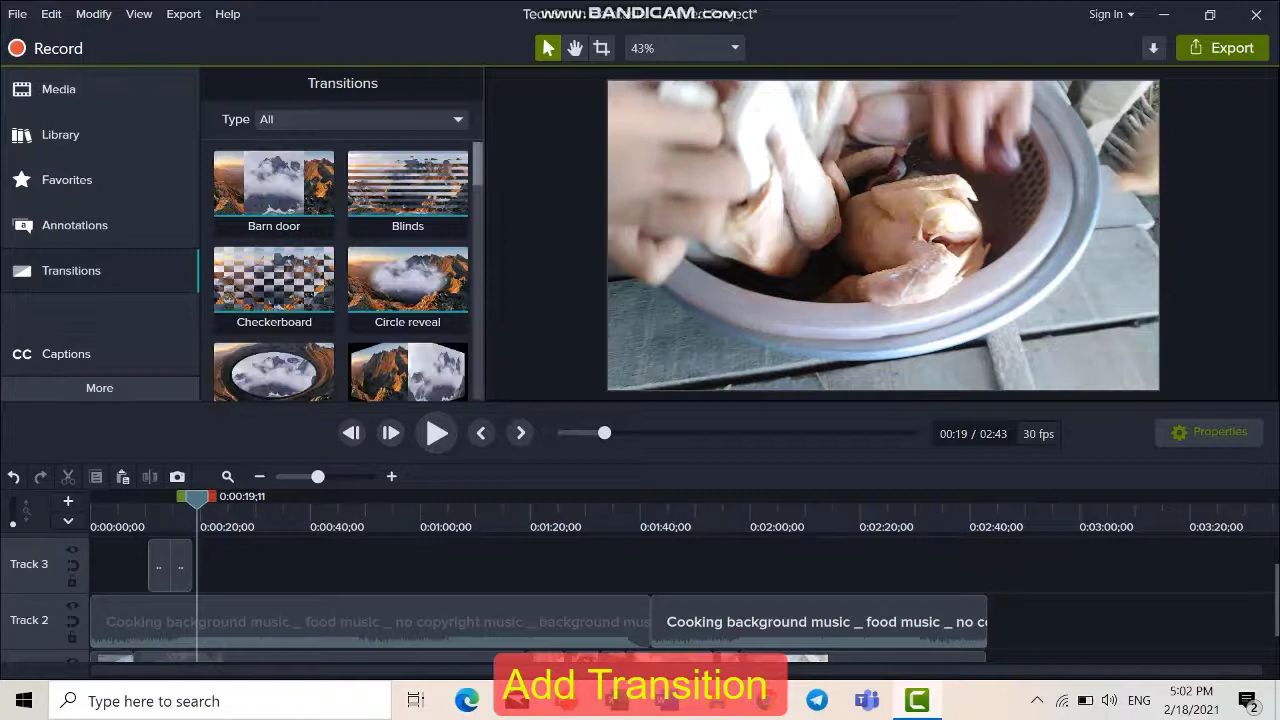 File Edit Modify View Export Help
www.BANDICAM.com
Project*
Sign In
Record
43%
Export
Media
Library
Favorites
Annotations
Transitions
CC Captions
More
Transitions
Type All
Barn door
Blinds
Checkerboard
Circle reveal
00:19 / 02:43 30 fps
Properties
0:00:19;11
0:00:00;00 0:00:20;00 0:00:40;00 0:01:00;00 0:01:20;00 0:01:40;00 0:02:00;00 0:02:20;00 0:02:40;00 0:03:00;00 0:03:20;00
Track 3
Track 2
Cooking background music _ food music _ no copyright music _ background mus
Cooking background music _ food music _ no co
Add Transition
Type here to search
ENG
5:02 PM
2/18/2021
2